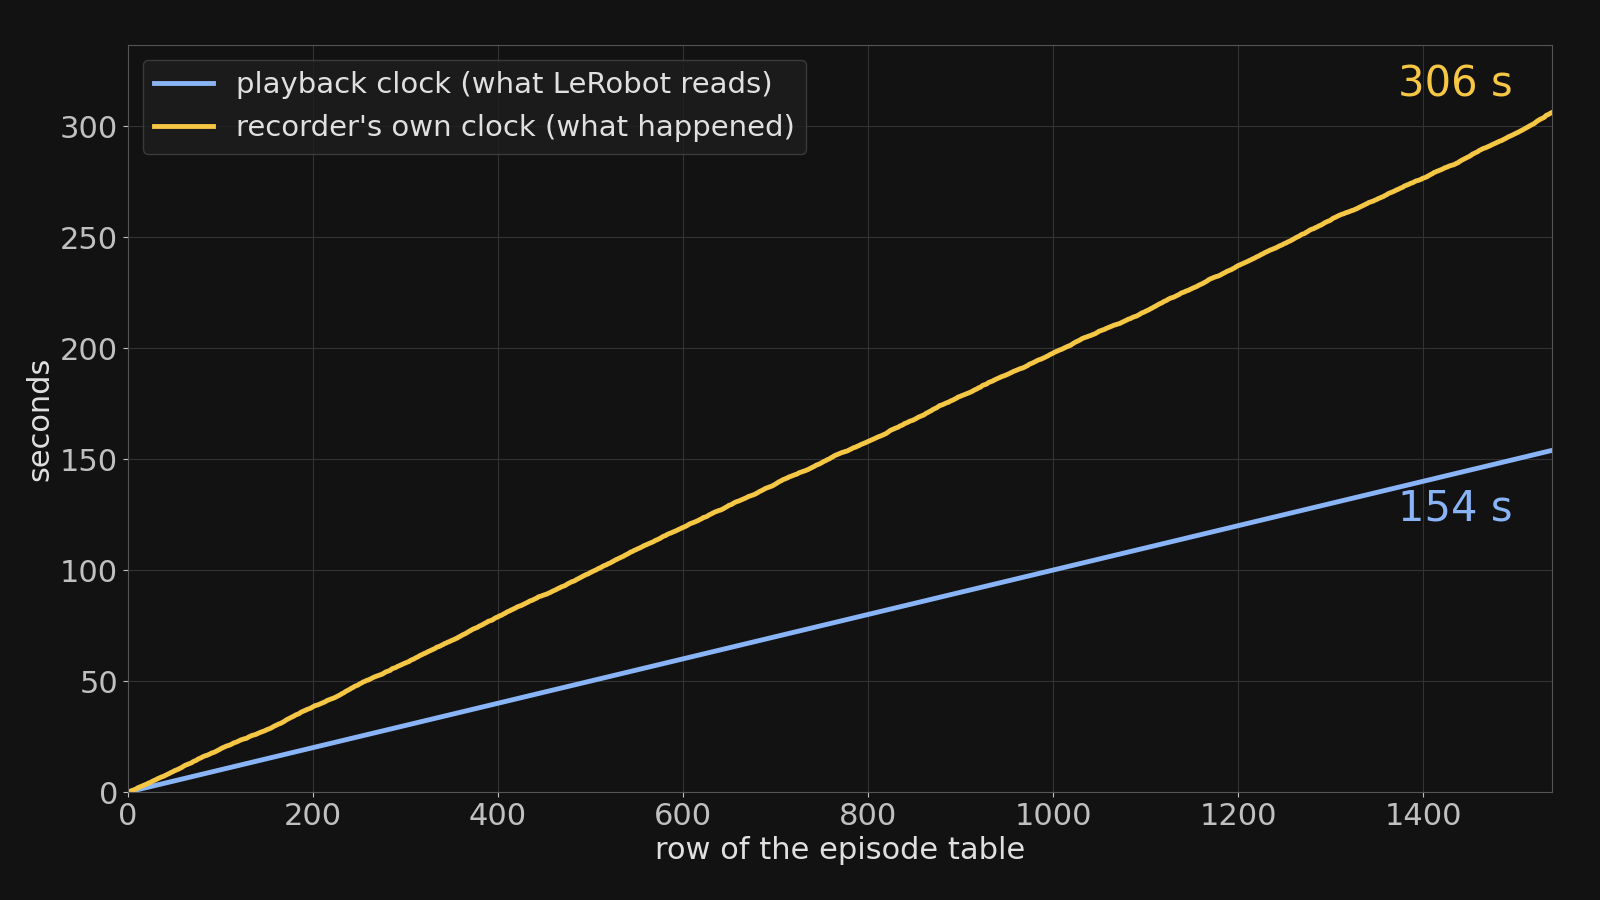 playback clock (what LeRobot reads)
recorder's own clock (what happened)
306 s
154 s
300
250
200
150
100
50
0
seconds
0 200 400 600 800 1000 1200 1400
row of the episode table